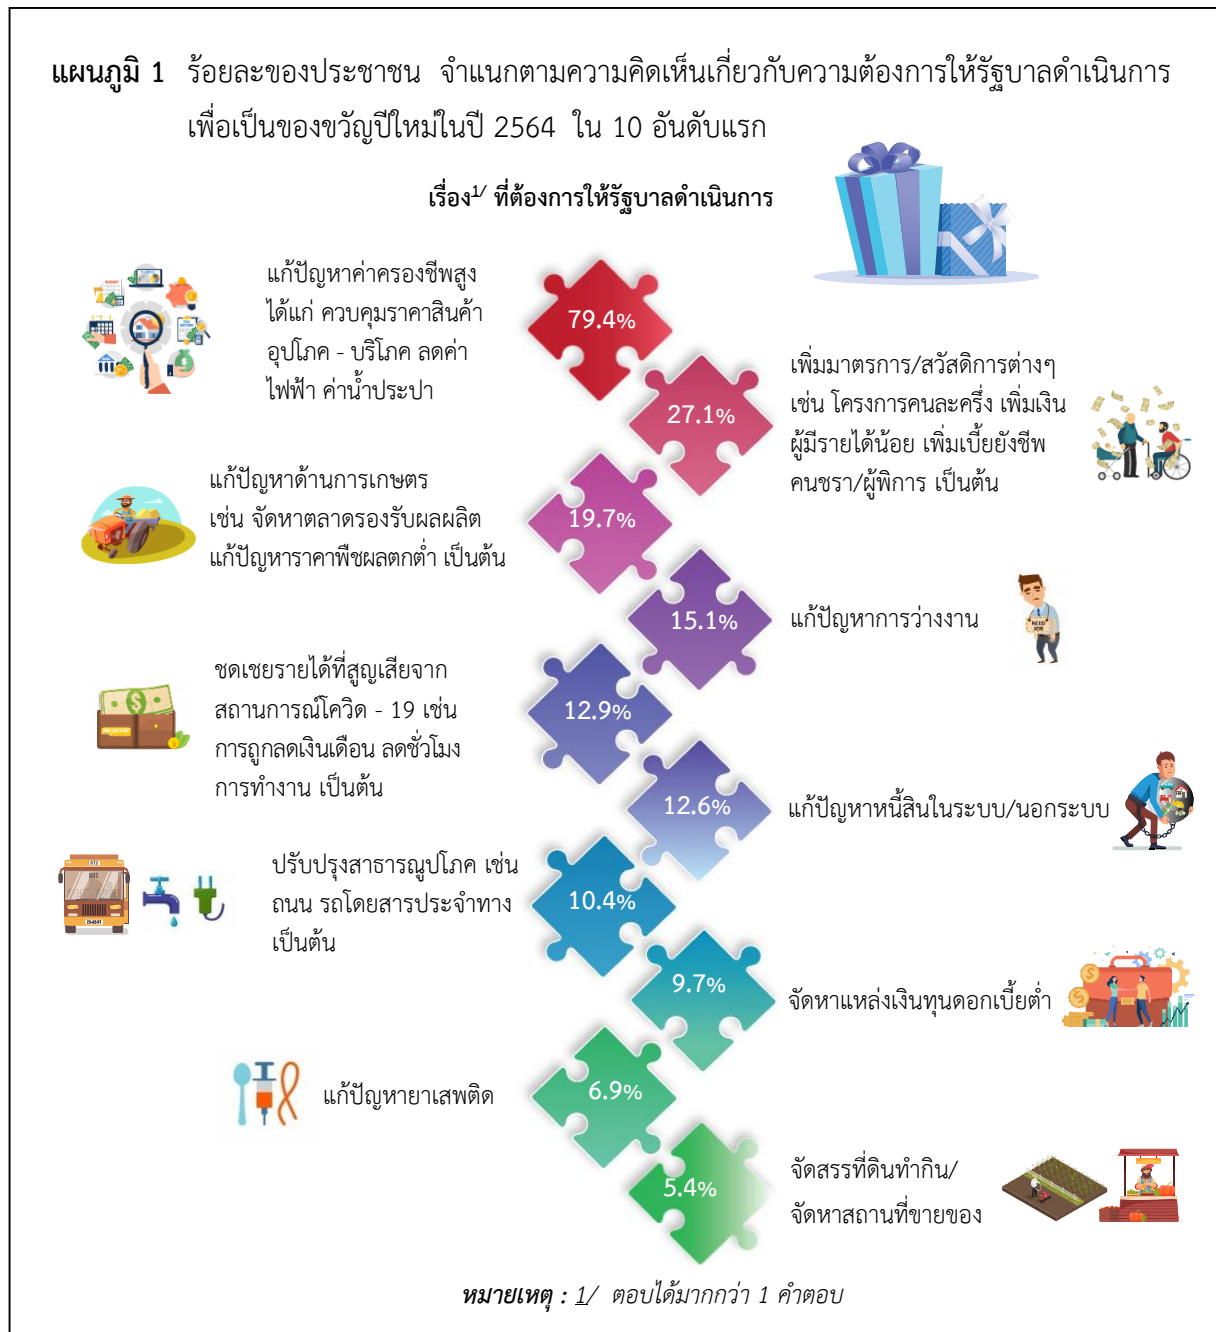 แผนภูมิ 1 ร้อยละของประชาชน จำแนกตามความคิดเห็นเกี่ยวกับความต้องการให้รัฐบาลดำเนินการ
เพื่อเป็นของขวัญปีใหม่ในปี 2564 ใน 10 อันดับแรก
เรื่อง1/ ที่ต้องการให้รัฐบาลดำเนินการ
แก้ปัญหาค่าครองชีพสูง
ได้แก่ ควบคุมราคาสินค้า
อุปโภค - บริโภค ลดค่า
ไฟฟ้า ค่าน้ำประปา
79.4%
27.1%
เพิ่มมาตรการ/สวัสดิการต่างๆ
เช่น โครงการคนละครึ่ง เพิ่มเงิน
ผู้มีรายได้น้อย เพิ่มเบี้ยยังชีพ
คนชรา/ผู้พิการ เป็นต้น
แก้ปัญหาด้านการเกษตร
เช่น จัดหาตลาดรองรับผลผลิต
แก้ปัญหาราคาพืชผลตกต่ำ เป็นต้น
19.7%
15.1%
แก้ปัญหาการว่างงาน
NEED
JOB
ชดเชยรายได้ที่สูญเสียจาก
สถานการณ์โควิด - 19 เช่น
การถูกลดเงินเดือน ลดชั่วโมง
การทำงาน เป็นต้น
12.9%
12.6%
แก้ปัญหาหนี้สินในระบบ/นอกระบบ
ปรับปรุงสาธารณูปโภค เช่น
ถนน รถโดยสารประจำทาง
เป็นต้น
10.4%
9.7%
จัดหาแหล่งเงินทุนดอกเบี้ยต่ำ
แก้ปัญหายาเสพติด
6.9%
5.4%
จัดสรรที่ดินทำกิน/
จัดหาสถานที่ขายของ
หมายเหตุ : 1/ ตอบได้มากกว่า 1 คำตอบ